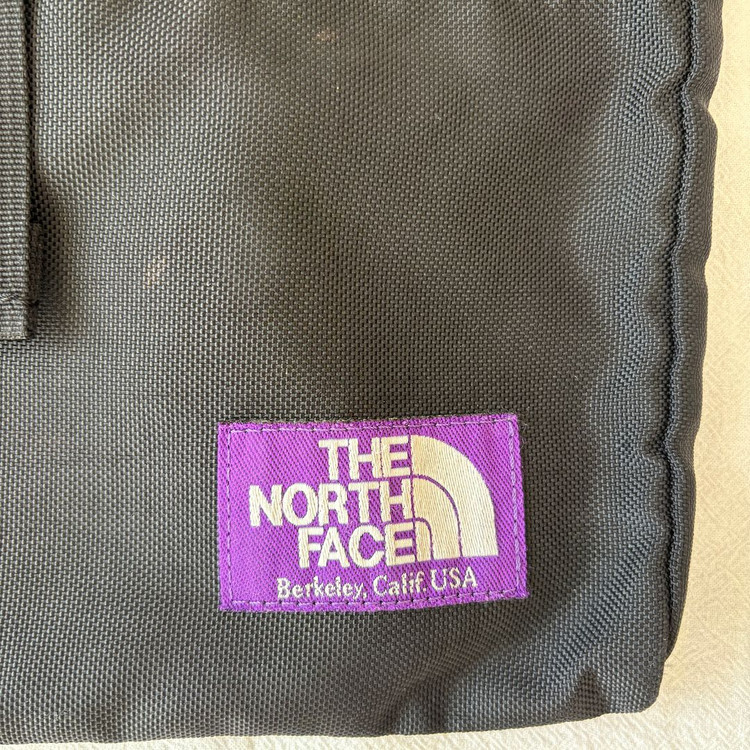 THE
NORTH
FACE
Berkeley, Calif. USA